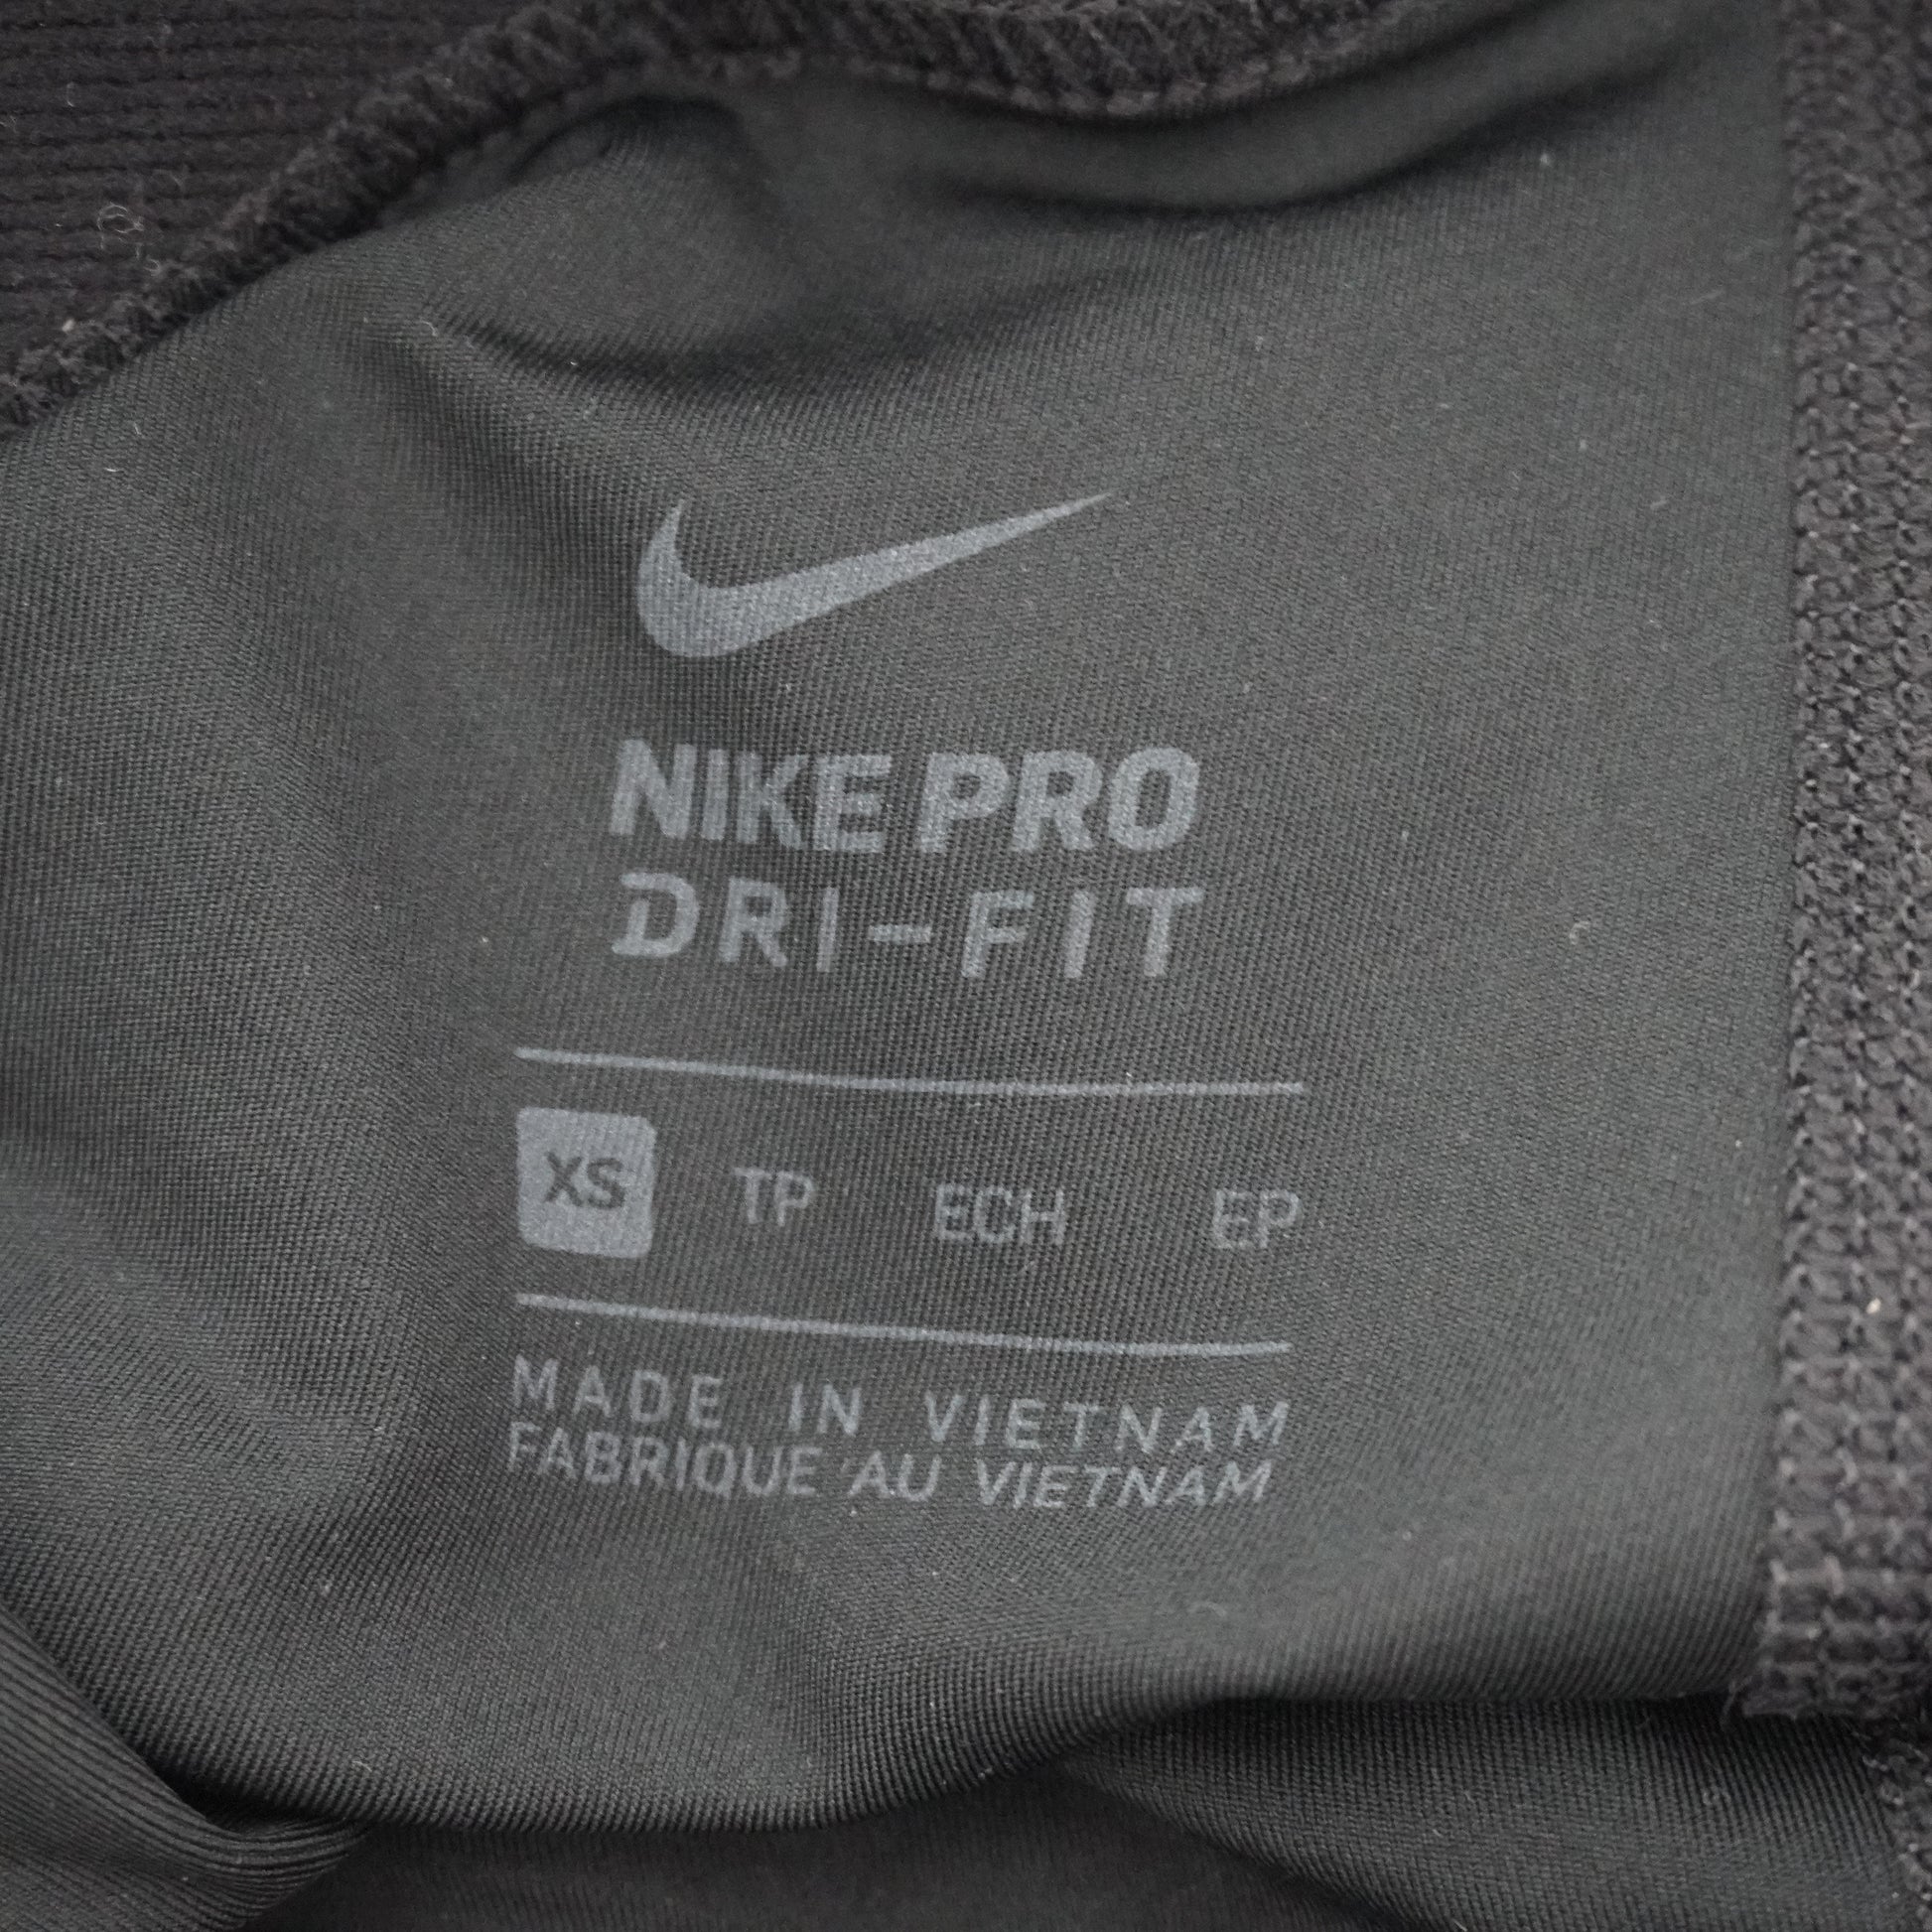 NIKE PRO
DRI-FIT
XS TP ECH EP
MADE IN VIETNAM
FABRIQUE AU VIETNAM